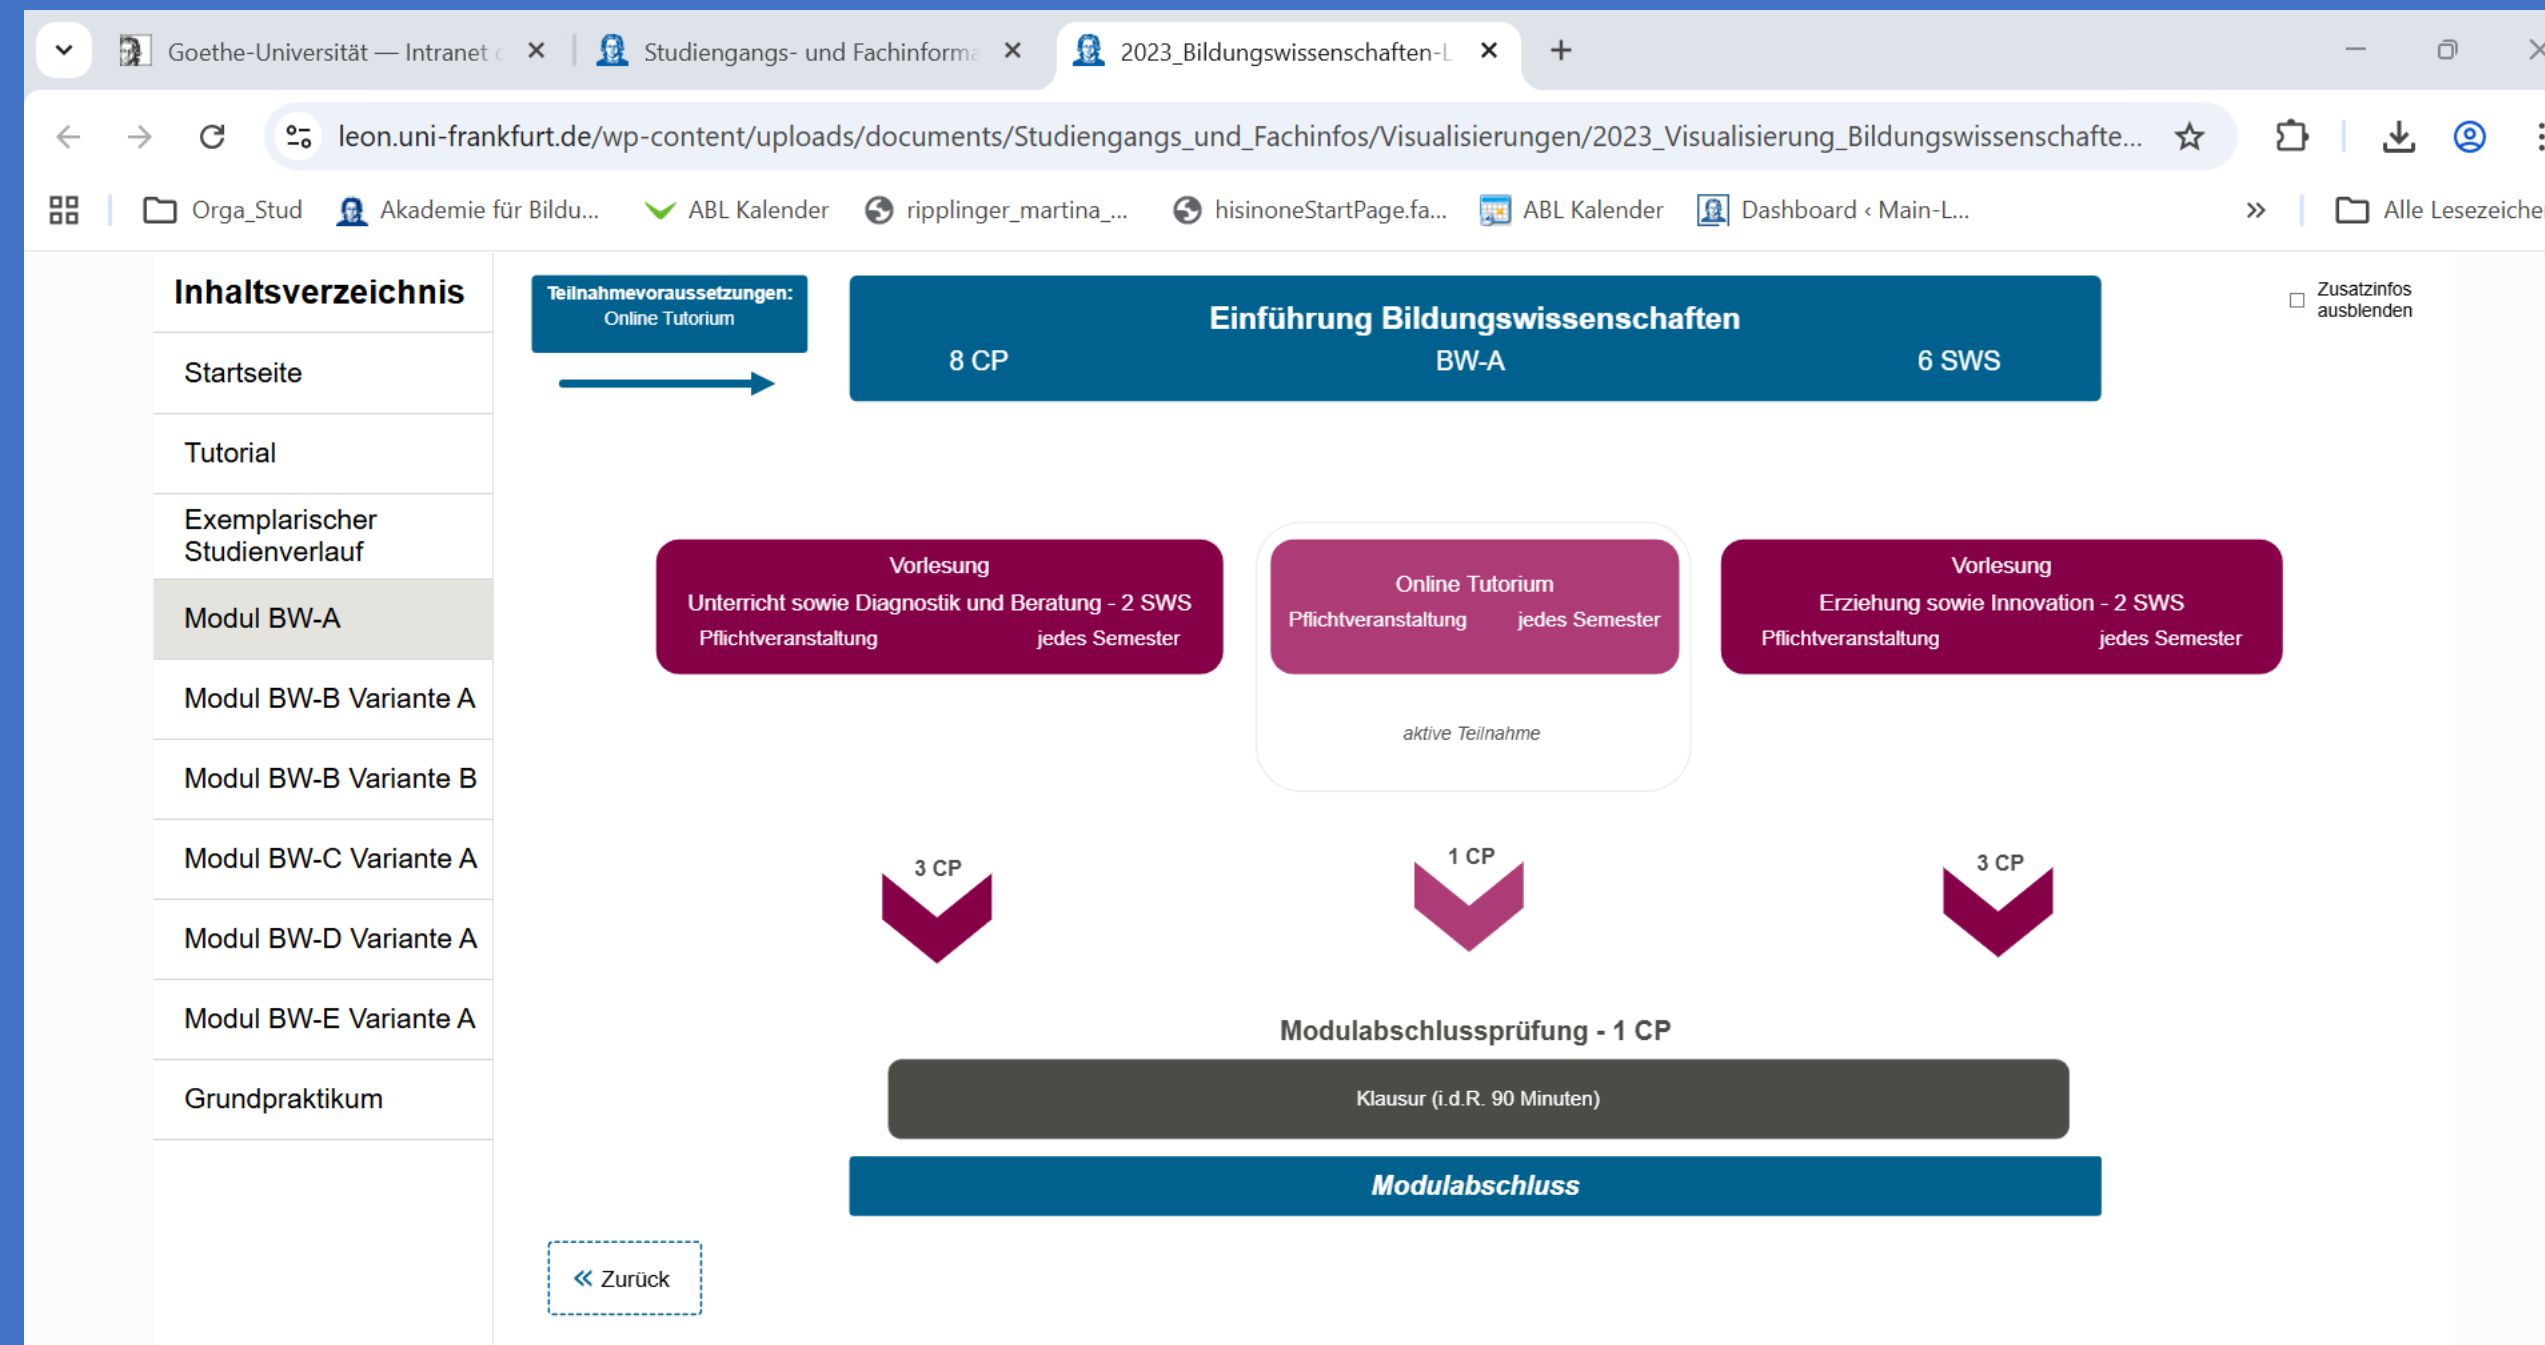 Goethe-Universität — Intranet
Studiengangs- und Fachinforma
2023_Bildungswissenschaften-L
leon.uni-frankfurt.de/wp-content/uploads/documents/Studiengangs_und_Fachinfos/Visualisierungen/2023_Visualisierung_Bildungswissenschafte...
Orga_Stud
Akademie für Bildu...
ABL Kalender
ripplinger_martina_...
hisinoneStartPage.fa...
ABL Kalender
Dashboard ‹ Main-L...
»
Alle Lesezeichen
Inhaltsverzeichnis
Startseite
Tutorial
Exemplarischer
Studienverlauf
Modul BW-A
Modul BW-B Variante A
Modul BW-B Variante B
Modul BW-C Variante A
Modul BW-D Variante A
Modul BW-E Variante A
Grundpraktikum
Teilnahmevoraussetzungen:
Online Tutorium
Einführung Bildungswissenschaften
8 CP BW-A 6 SWS
Zusatzinfos
ausblenden
Vorlesung
Unterricht sowie Diagnostik und Beratung - 2 SWS
Pflichtveranstaltung jedes Semester
Online Tutorium
Pflichtveranstaltung jedes Semester
aktive Teilnahme
Vorlesung
Erziehung sowie Innovation - 2 SWS
Pflichtveranstaltung jedes Semester
3 CP
1 CP
3 CP
Modulabschlussprüfung - 1 CP
Klausur (i.d.R. 90 Minuten)
Modulabschluss
« Zurück